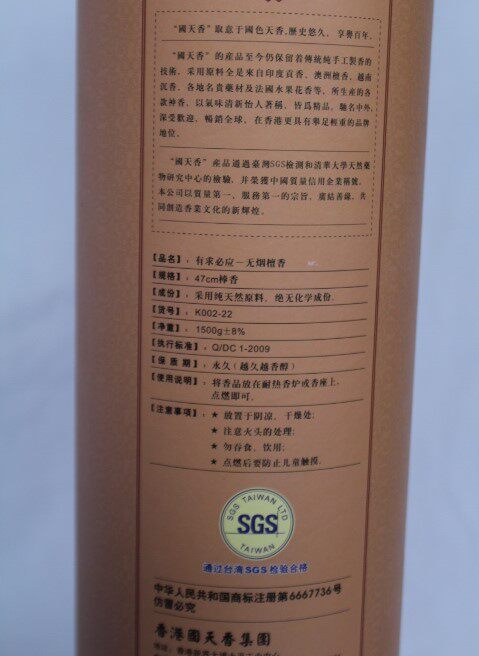 “國天香”取意于國色天香,歷史悠久，享譽百年,
“國天香”的産品至今仍保留着傳統純手工製香的
技術，采用原料全是來自印度貢香、澳洲檀香,越南
沉香、各地名貴藥材及法國水果花香等，所生産的各
款神香，以氣味清新怡人著稱，皆爲精品，馳名中外,
深受歡迎，暢銷全球，在香港更具有舉足輕重的品牌
地位。
“國天香”産品通過臺灣SGS檢測和清華大學天然藥
物研究中心的檢驗，并榮獲中國質量信用企業稱號,
本公司以質量第一、服務第一的宗旨，廣結善緣，共
同創造香業文化的新輝煌。
【品名】：有求必应—无烟檀香
【规格】：47cm棒香
【成份】：采用纯天然原料，绝无化学成份.
【货号】：K002-22
【净重】：1500g±8%
【执行标准】：Q/DC 1-2009
【保 质 期】：永久（越久越香醇）
【使用说明】：将香品放在耐热香炉或香座上,
点燃即可.
【注意事项】：★ 放置于阴凉、干燥处;
★ 注意火头的处理;
★ 勿吞食、饮用;
★ 点燃后要防止儿童触摸.
SGS TAIWAN LTD
SGS
TAIWAN
通过台湾SGS检验合格
中华人民共和国商标注册第6667736号
仿冒必究
香港國天香集團